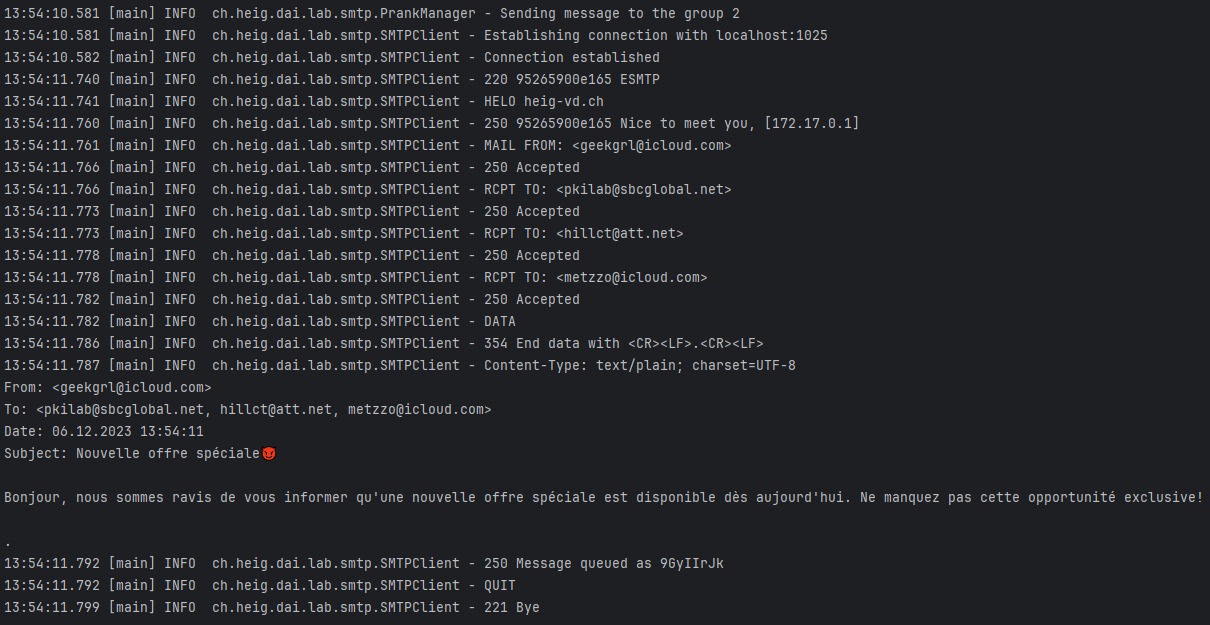 13:54:10.581 [main] INFO  ch.heig.dai.lab.smtp.PrankManager - Sending message to the group 2
13:54:10.581 [main] INFO  ch.heig.dai.lab.smtp.SMTPClient - Establishing connection with localhost:1025
13:54:10.582 [main] INFO  ch.heig.dai.lab.smtp.SMTPClient - Connection established
13:54:11.740 [main] INFO  ch.heig.dai.lab.smtp.SMTPClient - 220 95265900e165 ESMTP
13:54:11.741 [main] INFO  ch.heig.dai.lab.smtp.SMTPClient - HELO heig-vd.ch
13:54:11.760 [main] INFO  ch.heig.dai.lab.smtp.SMTPClient - 250 95265900e165 Nice to meet you, [172.17.0.1]
13:54:11.761 [main] INFO  ch.heig.dai.lab.smtp.SMTPClient - MAIL FROM: <geekgrl@icloud.com>
13:54:11.766 [main] INFO  ch.heig.dai.lab.smtp.SMTPClient - 250 Accepted
13:54:11.766 [main] INFO  ch.heig.dai.lab.smtp.SMTPClient - RCPT TO: <pkilab@sbcglobal.net>
13:54:11.773 [main] INFO  ch.heig.dai.lab.smtp.SMTPClient - 250 Accepted
13:54:11.773 [main] INFO  ch.heig.dai.lab.smtp.SMTPClient - RCPT TO: <hillct@att.net>
13:54:11.778 [main] INFO  ch.heig.dai.lab.smtp.SMTPClient - 250 Accepted
13:54:11.778 [main] INFO  ch.heig.dai.lab.smtp.SMTPClient - RCPT TO: <metzzo@icloud.com>
13:54:11.782 [main] INFO  ch.heig.dai.lab.smtp.SMTPClient - 250 Accepted
13:54:11.782 [main] INFO  ch.heig.dai.lab.smtp.SMTPClient - DATA
13:54:11.786 [main] INFO  ch.heig.dai.lab.smtp.SMTPClient - 354 End data with <CR><LF>.<CR><LF>
13:54:11.787 [main] INFO  ch.heig.dai.lab.smtp.SMTPClient - Content-Type: text/plain; charset=UTF-8
From: <geekgrl@icloud.com>
To: <pkilab@sbcglobal.net, hillct@att.net, metzzo@icloud.com>
Date: 06.12.2023 13:54:11
Subject: Nouvelle offre spéciale😈
Bonjour, nous sommes ravis de vous informer qu'une nouvelle offre spéciale est disponible dès aujourd'hui. Ne manquez pas cette opportunité exclusive!
.
13:54:11.792 [main] INFO  ch.heig.dai.lab.smtp.SMTPClient - 250 Message queued as 9GyIIrJk
13:54:11.792 [main] INFO  ch.heig.dai.lab.smtp.SMTPClient - QUIT
13:54:11.799 [main] INFO  ch.heig.dai.lab.smtp.SMTPClient - 221 Bye